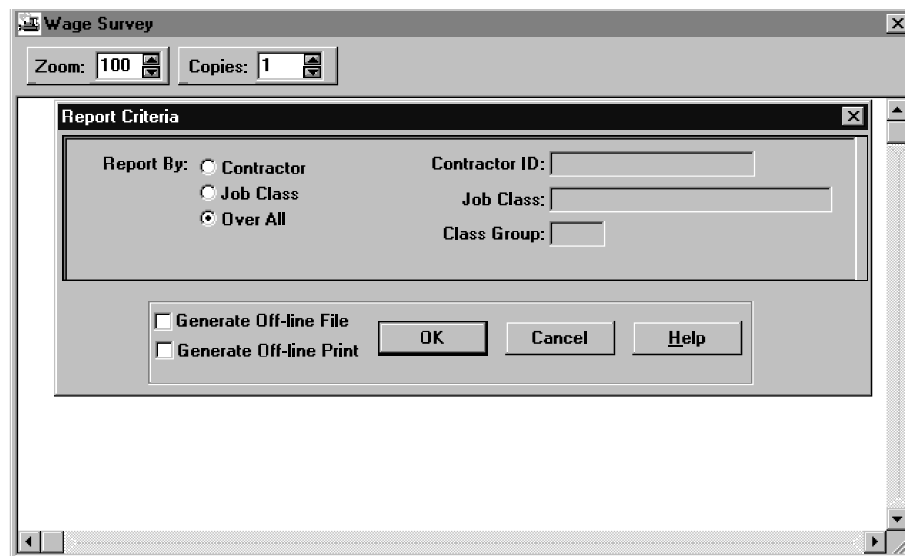 Wage Survey
Zoom: 100 Copies: 1
Report Criteria
Report By: Contractor
Job Class
Over All
Contractor ID:
Job Class:
Class Group:
Generate Off-line File
Generate Off-line Print
OK Cancel Help